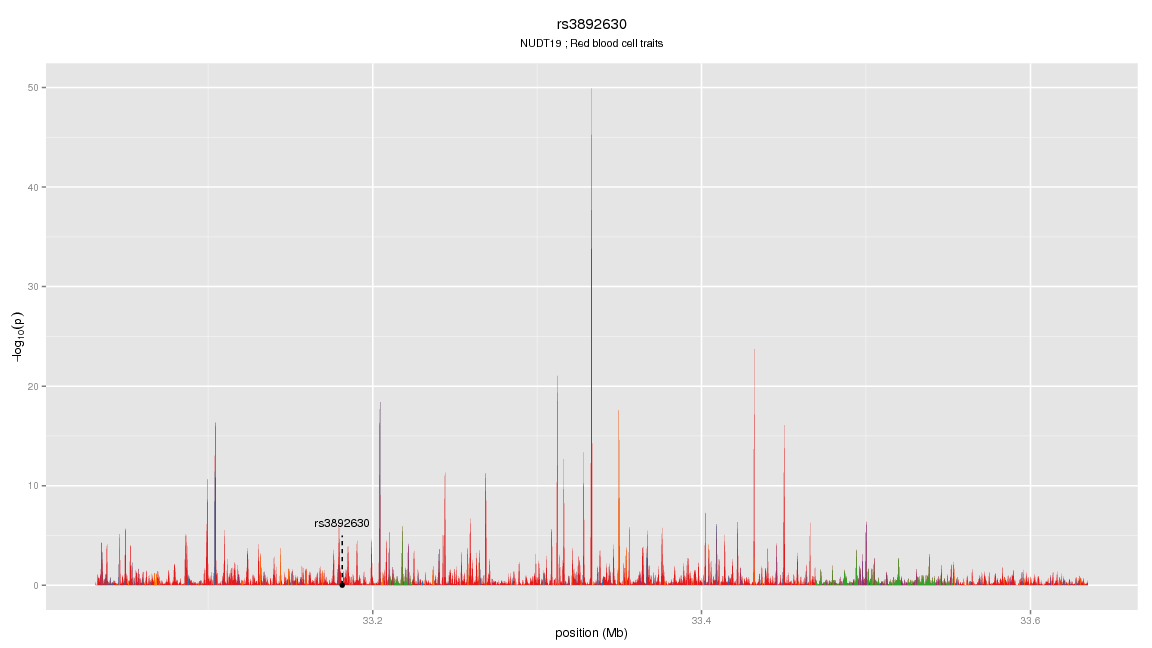 rs3892630
NUDT19 ; Red blood cell traits
50
40
30
20
10
0
−log10(p)
rs3892630
33.2
33.4
33.6
position (Mb)